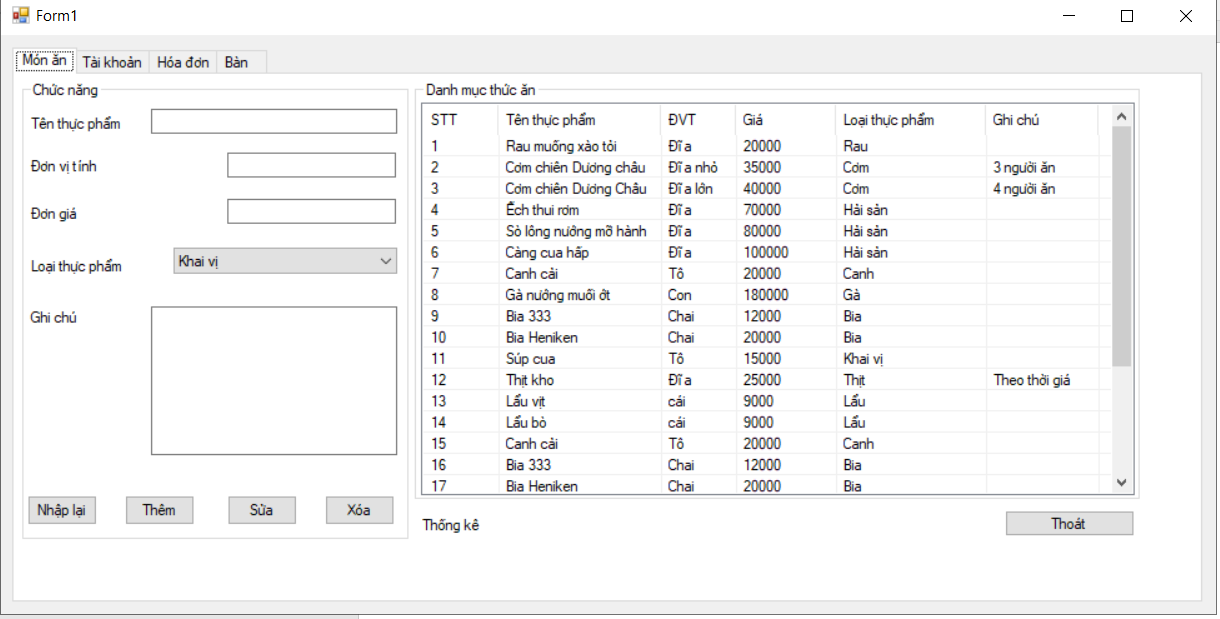 Form1
Món ăn Tài khoản Hóa đơn Bàn
Chức năng
Tên thực phẩm
Đơn vị tính
Đơn giá
Loại thực phẩm Khai vị
Ghi chú
Nhập lại Thêm Sửa Xóa
Danh mục thức ăn
STT Tên thực phẩm ĐVT Giá Loại thực phẩm Ghi chú
1 Rau muống xào tỏi Đĩa 20000 Rau
2 Cơm chiên Dương châu Đĩa nhỏ 35000 Cơm 3 người ăn
3 Cơm chiên Dương Châu Đĩa lớn 40000 Cơm 4 người ăn
4 Ếch thui rơm Đĩa 70000 Hải sản
5 Sò lông nướng mỡ hành Đĩa 80000 Hải sản
6 Càng cua hấp Đĩa 100000 Hải sản
7 Canh cải Tô 20000 Canh
8 Gà nướng muối ớt Con 180000 Gà
9 Bia 333 Chai 12000 Bia
10 Bia Heniken Chai 20000 Bia
11 Súp cua Tô 15000 Khai vị
12 Thịt kho Đĩa 25000 Thịt Theo thời giá
13 Lẩu vịt cái 9000 Lẩu
14 Lẩu bò cái 9000 Lẩu
15 Canh cải Tô 20000 Canh
16 Bia 333 Chai 12000 Bia
17 Bia Heniken Chai 20000 Bia
Thống kê Thoát